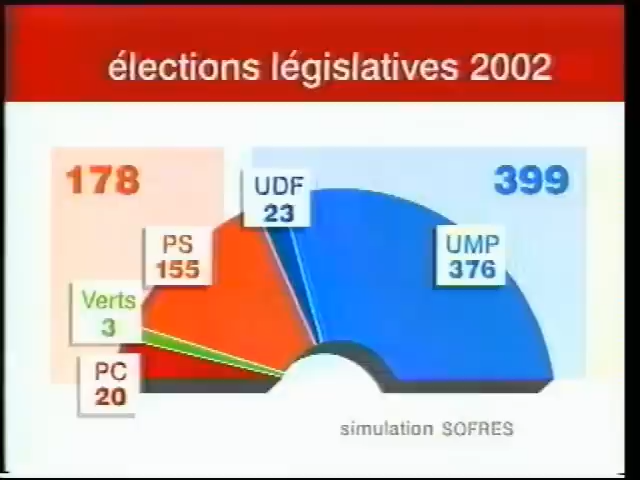 élections législatives 2002
178
399
UDF
23
PS
155
UMP
376
Verts
3
PC
20
simulation SOFRES